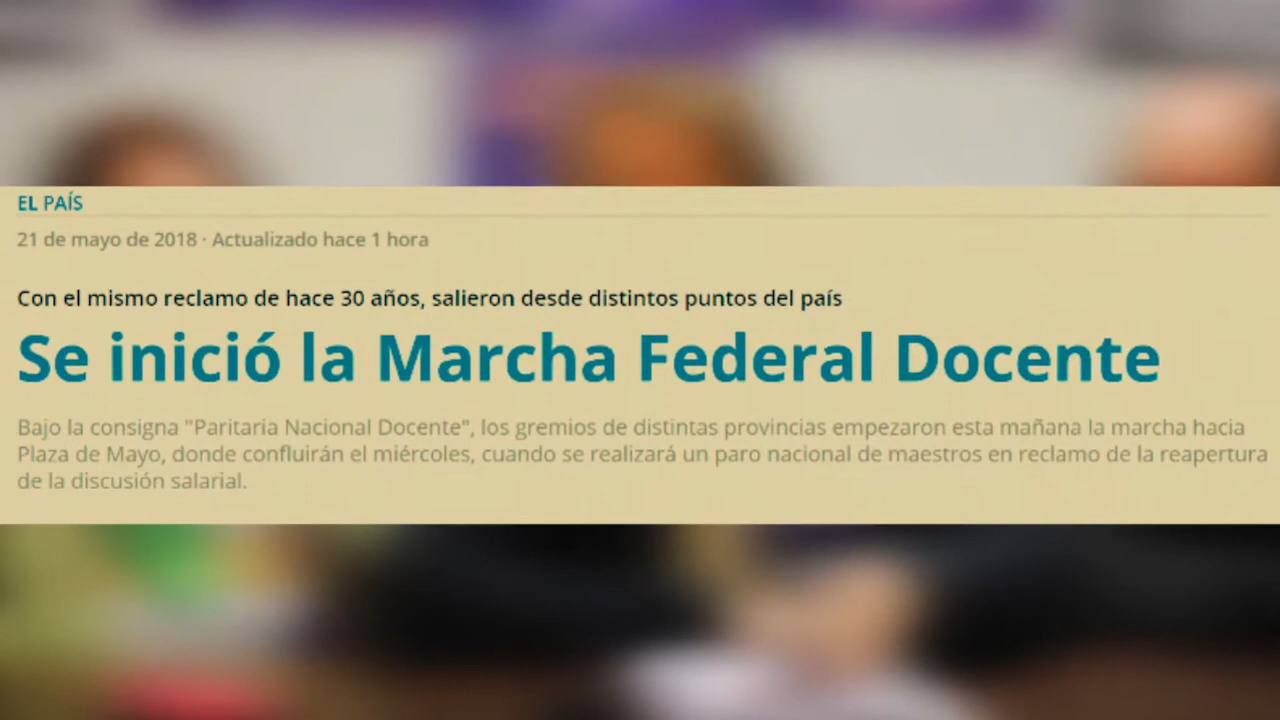 EL PAÍS
21 de mayo de 2018 · Actualizado hace 1 hora
Con el mismo reclamo de hace 30 años, salieron desde distintos puntos del país
Se inició la Marcha Federal Docente
Bajo la consigna "Paritaria Nacional Docente", los gremios de distintas provincias empezaron esta mañana la marcha hacia
Plaza de Mayo, donde confluirán el miércoles, cuando se realizará un paro nacional de maestros en reclamo de la reapertura
de la discusión salarial.